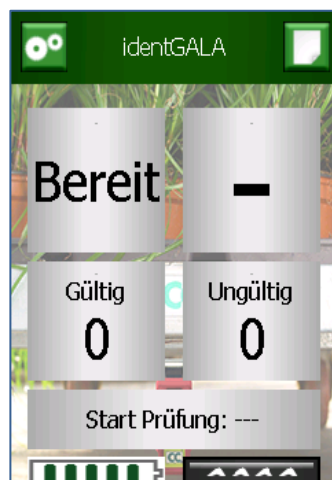 identGALA
Bereit
-
Gültig
Ungültig
0
0
Start Prüfung: ---